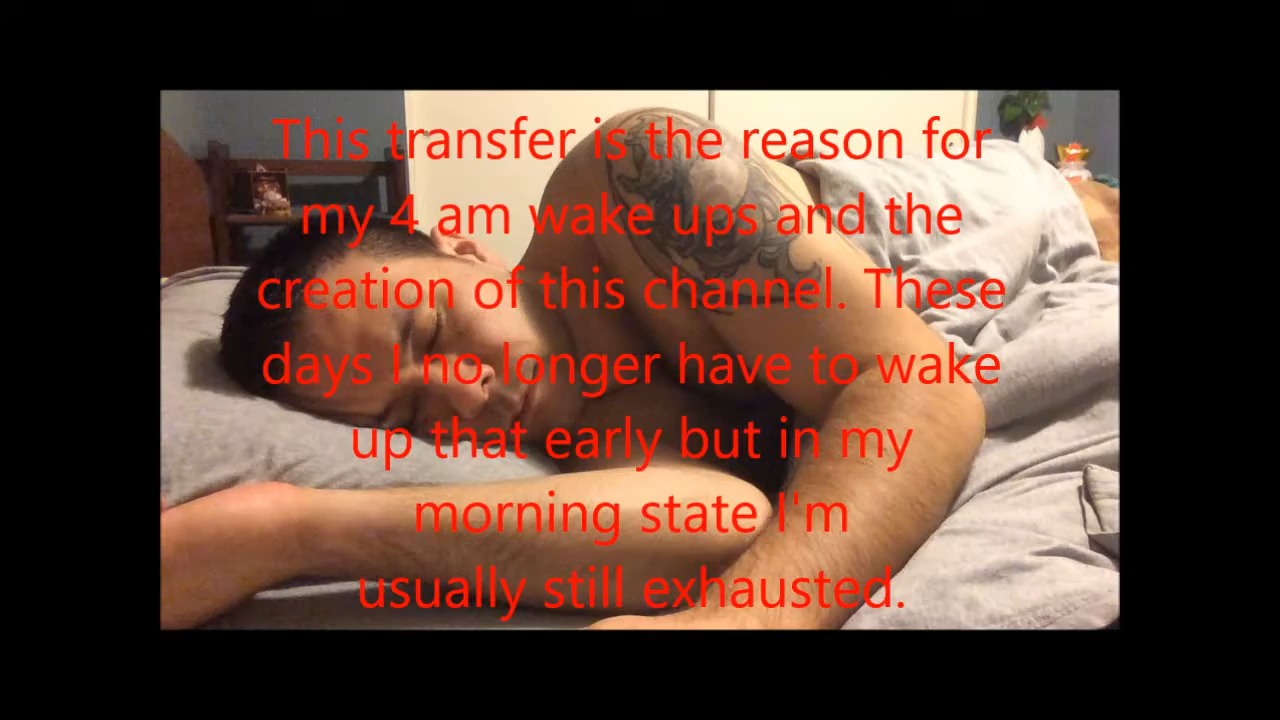 This transfer is the reason for
my 4 am wake ups and the
creation of this channel. These
days I no longer have to wake
up that early but in my
morning state I'm
usually still exhausted.